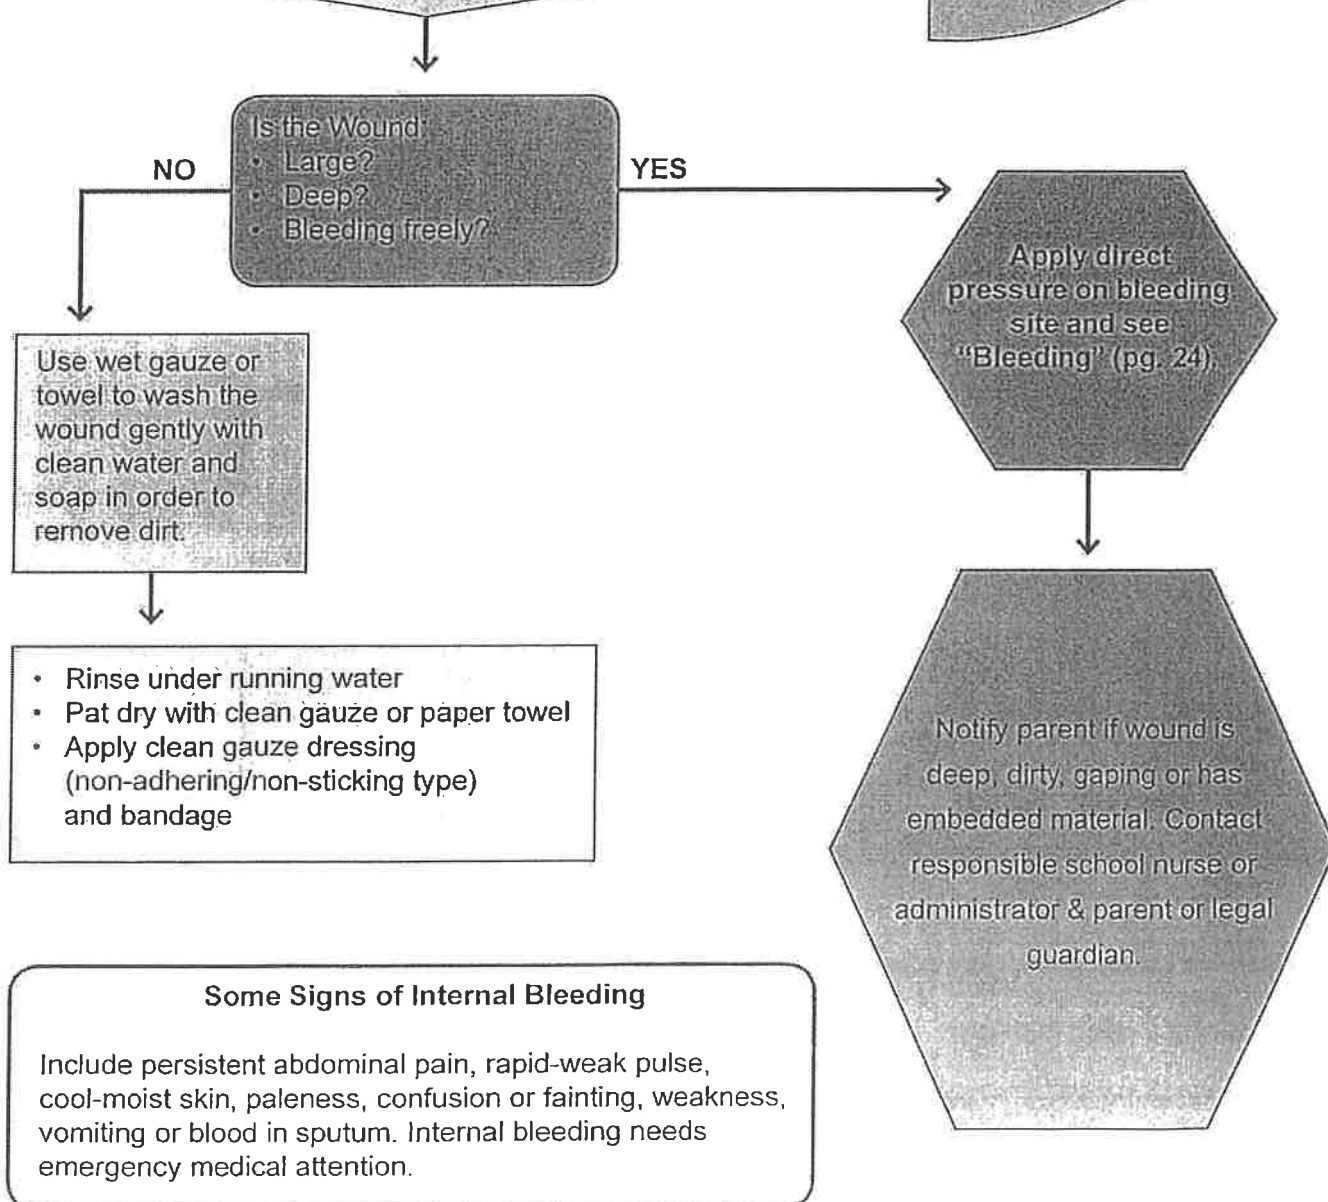 Is the Wound:
• Large?
• Deep?
• Bleeding freely?
NO
YES
Apply direct
pressure on bleeding
site and see
"Bleeding" (pg. 24).
Use wet gauze or
towel to wash the
wound gently with
clean water and
soap in order to
remove dirt.
• Rinse under running water
• Pat dry with clean gauze or paper towel
• Apply clean gauze dressing
(non-adhering/non-sticking type)
and bandage
Notify parent if wound is
deep, dirty, gaping or has
embedded material. Contact
responsible school nurse or
administrator & parent or legal
guardian.
Some Signs of Internal Bleeding
Include persistent abdominal pain, rapid-weak pulse,
cool-moist skin, paleness, confusion or fainting, weakness,
vomiting or blood in sputum. Internal bleeding needs
emergency medical attention.